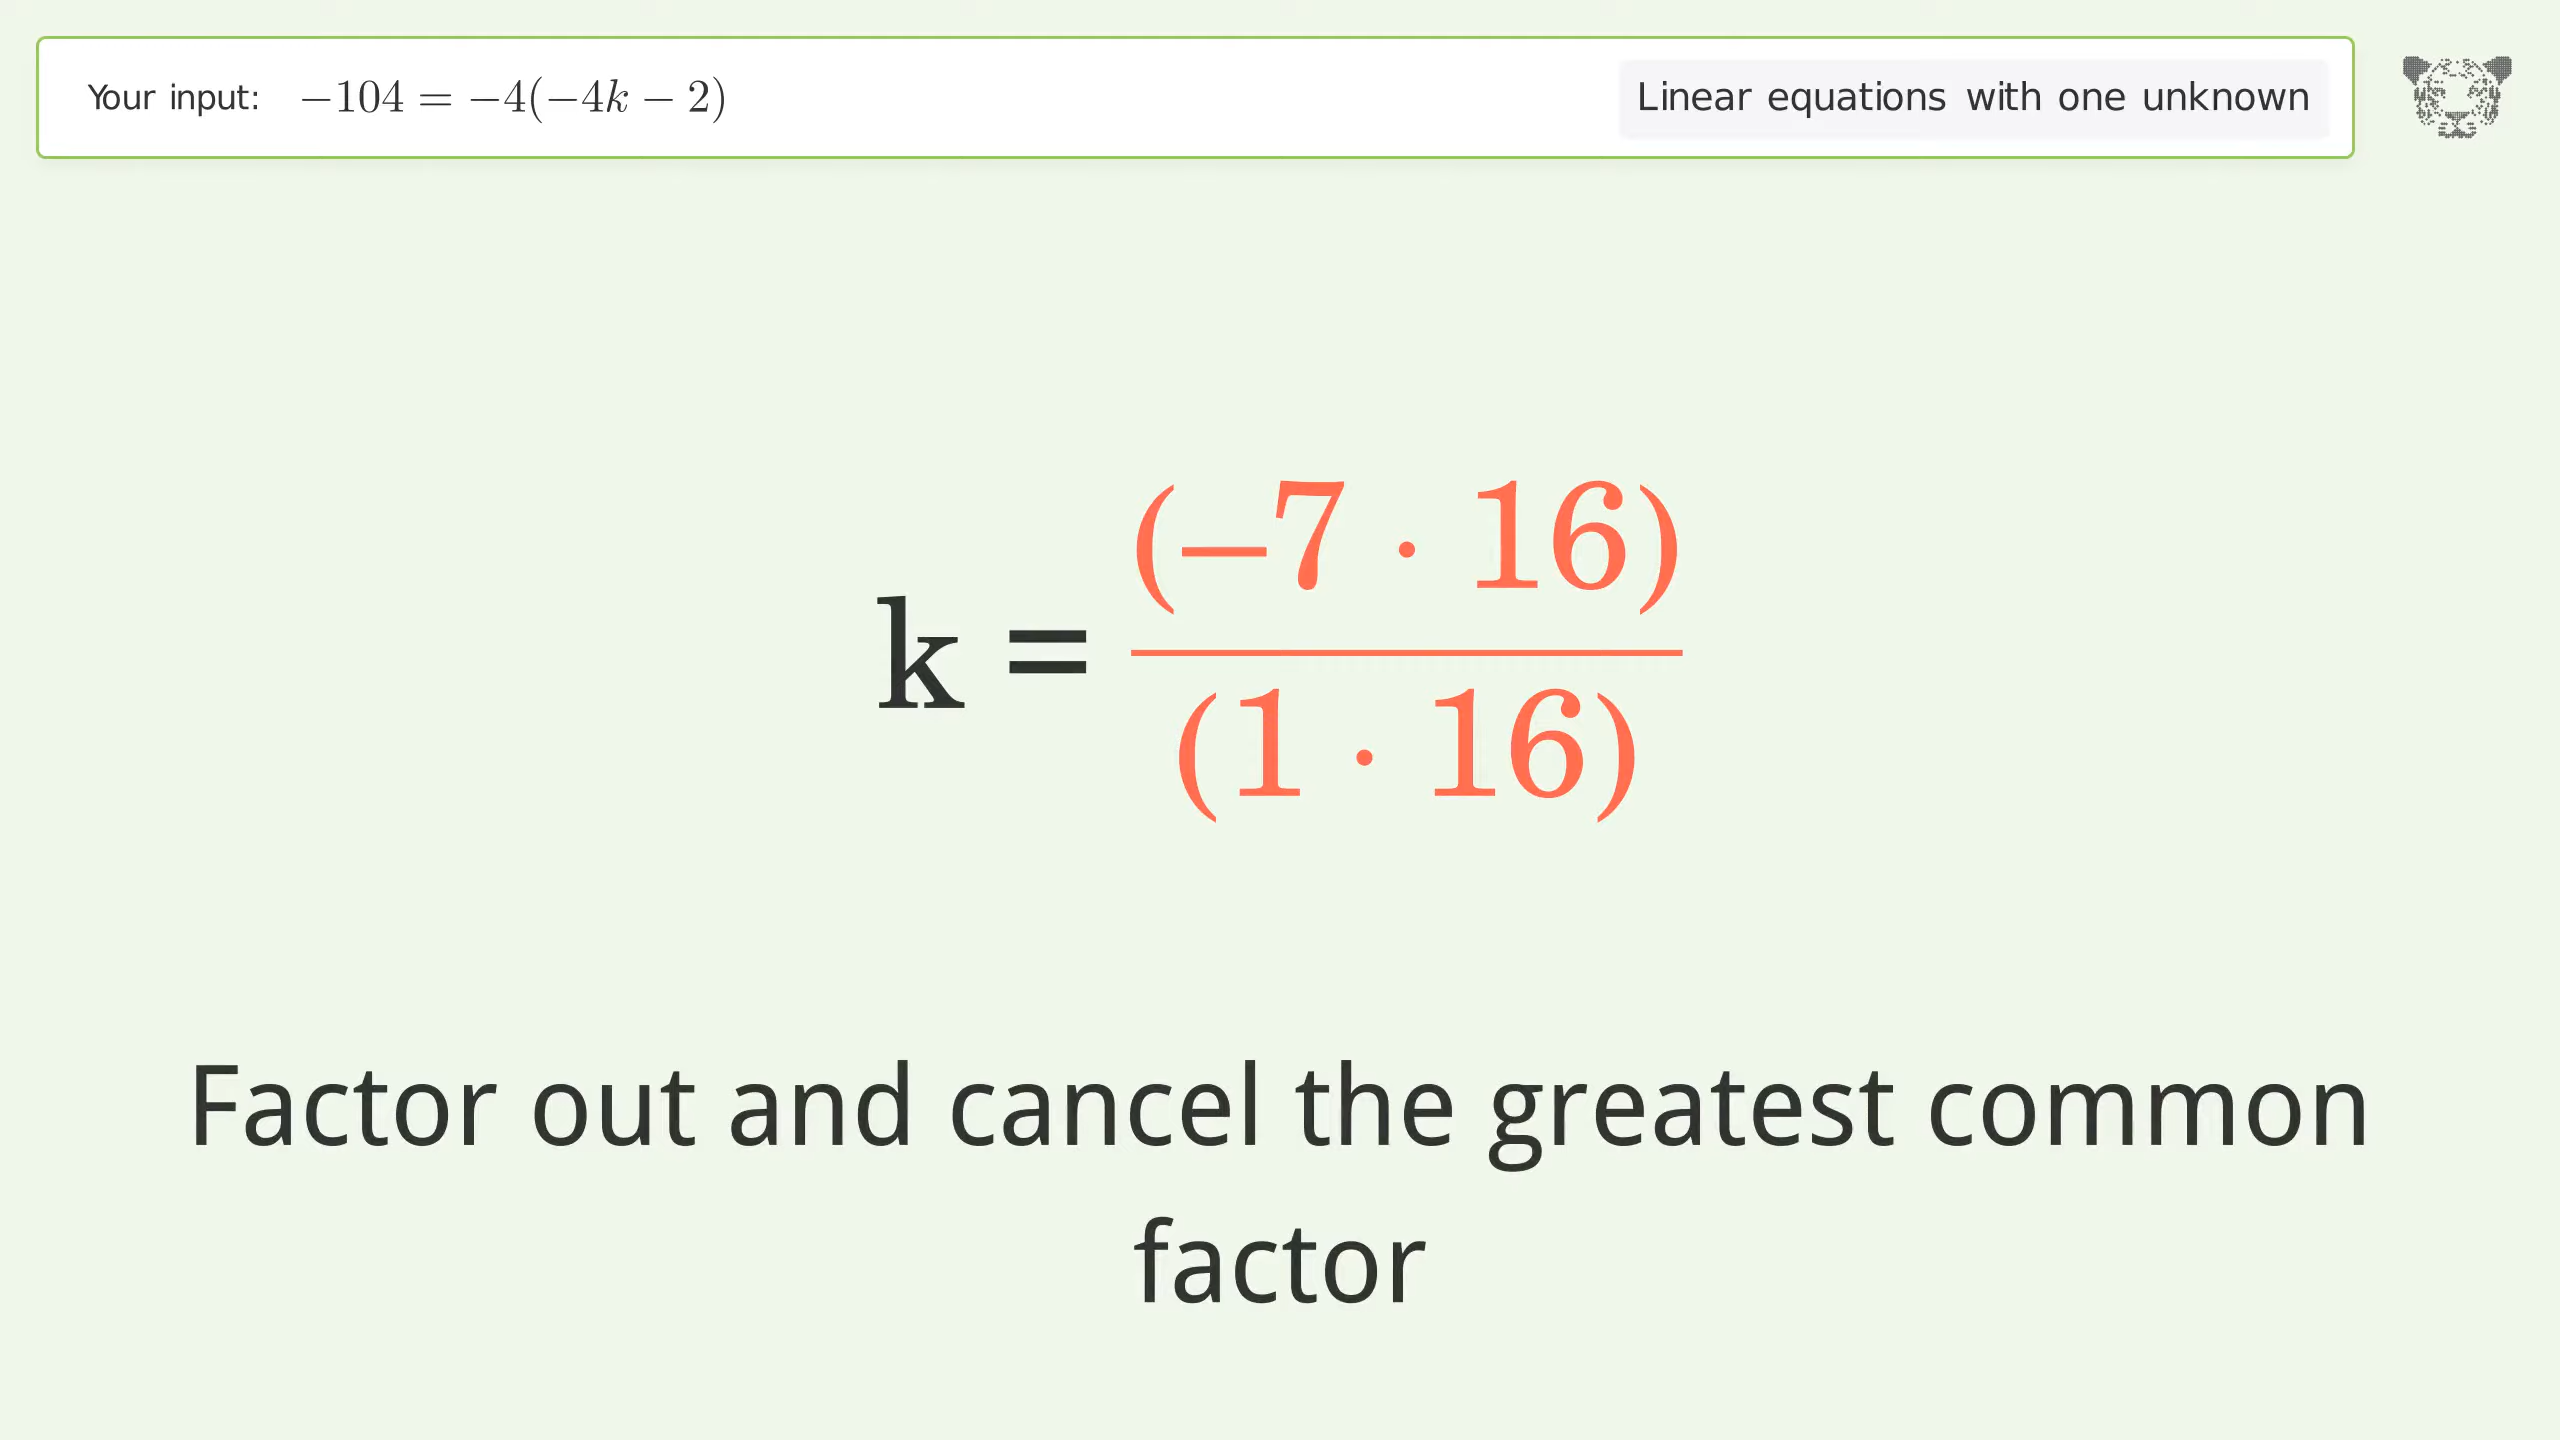 Your input: −104 = −4(−4k − 2)
Linear equations with one unknown
k = (−7 · 16) / (1 · 16)
Factor out and cancel the greatest common
factor